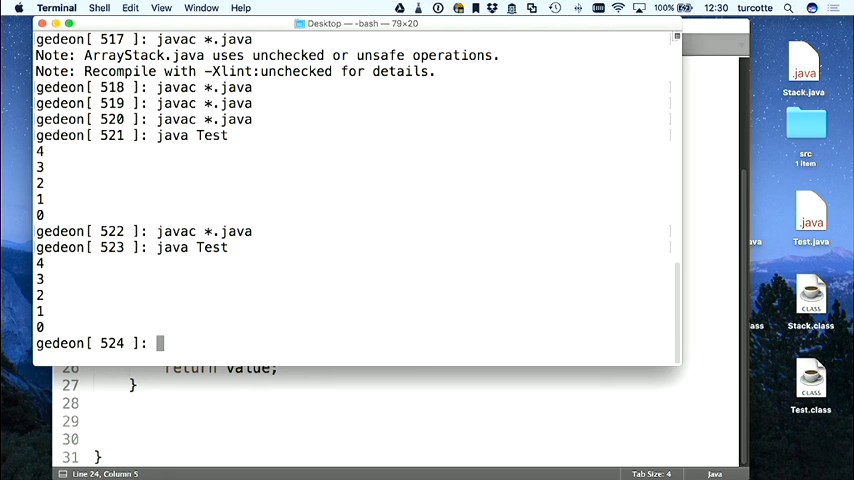 Terminal Shell Edit View Window Help 100% 12:30 turcotte
Desktop — -bash — 79×20
gedeon[ 517 ]: javac *.java
Note: ArrayStack.java uses unchecked or unsafe operations.
Note: Recompile with -Xlint:unchecked for details.
gedeon[ 518 ]: javac *.java
gedeon[ 519 ]: javac *.java
gedeon[ 520 ]: javac *.java
gedeon[ 521 ]: java Test
4
3
2
1
0
gedeon[ 522 ]: javac *.java
gedeon[ 523 ]: java Test
4
3
2
1
0
gedeon[ 524 ]:
26 return value;
27 }
28
29
30
31 }
Line 24, Column 5 Tab Size: 4 Java
.java
Stack.java
src
1 item
.java
Test.java
ava
CLASS
Stack.class
ass
CLASS
Test.class